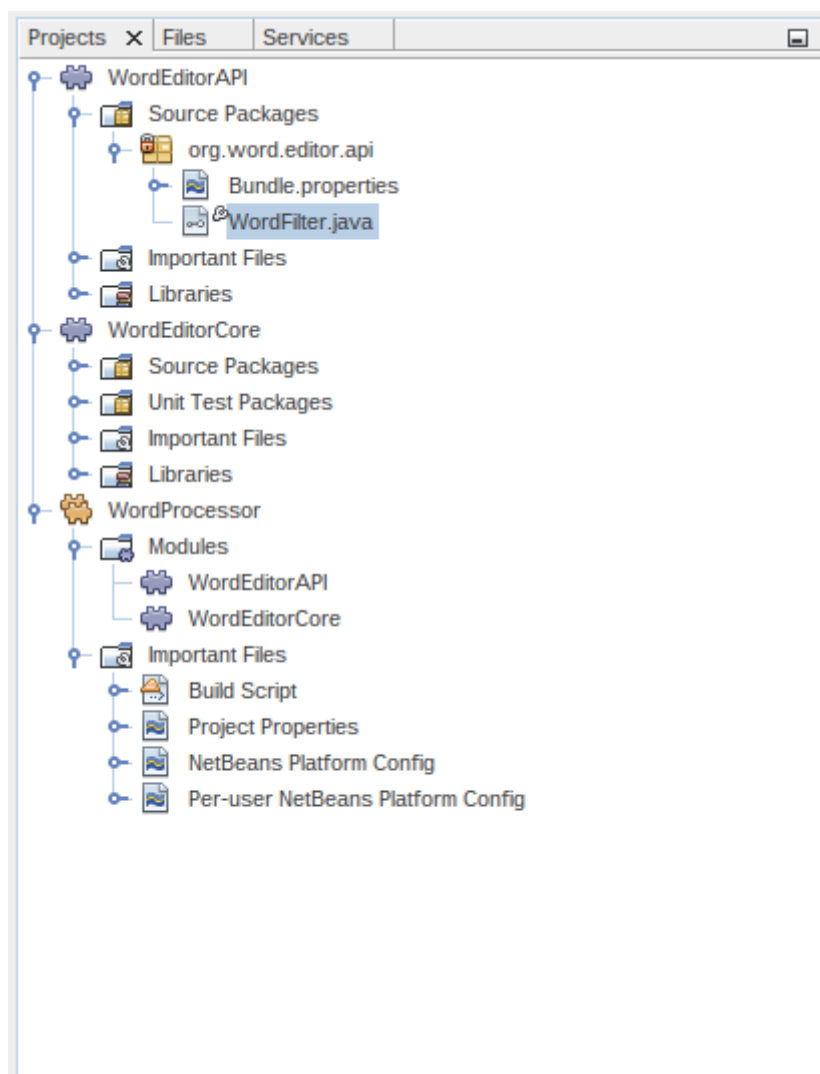 Projects Files Services
WordEditorAPI
Source Packages
org.word.editor.api
Bundle.properties
WordFilter.java
Important Files
Libraries
WordEditorCore
Source Packages
Unit Test Packages
Important Files
Libraries
WordProcessor
Modules
WordEditorAPI
WordEditorCore
Important Files
Build Script
Project Properties
NetBeans Platform Config
Per-user NetBeans Platform Config